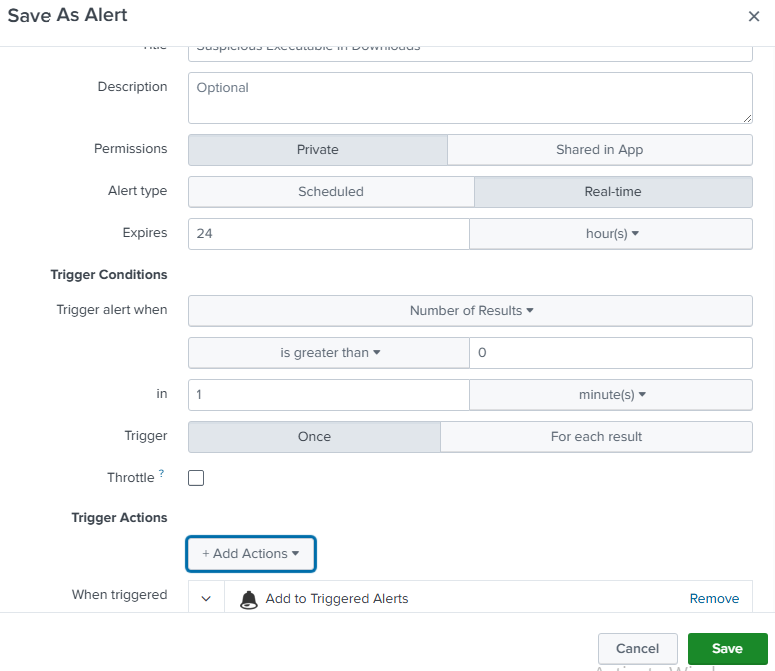 Save As Alert ×
Title Suspicious Executable in Downloads
Description Optional
Permissions Private Shared in App
Alert type Scheduled Real-time
Expires 24 hour(s)
Trigger Conditions
Trigger alert when Number of Results
is greater than 0
in 1 minute(s)
Trigger Once For each result
Throttle ?
Trigger Actions
+ Add Actions
When triggered Add to Triggered Alerts Remove
Cancel Save